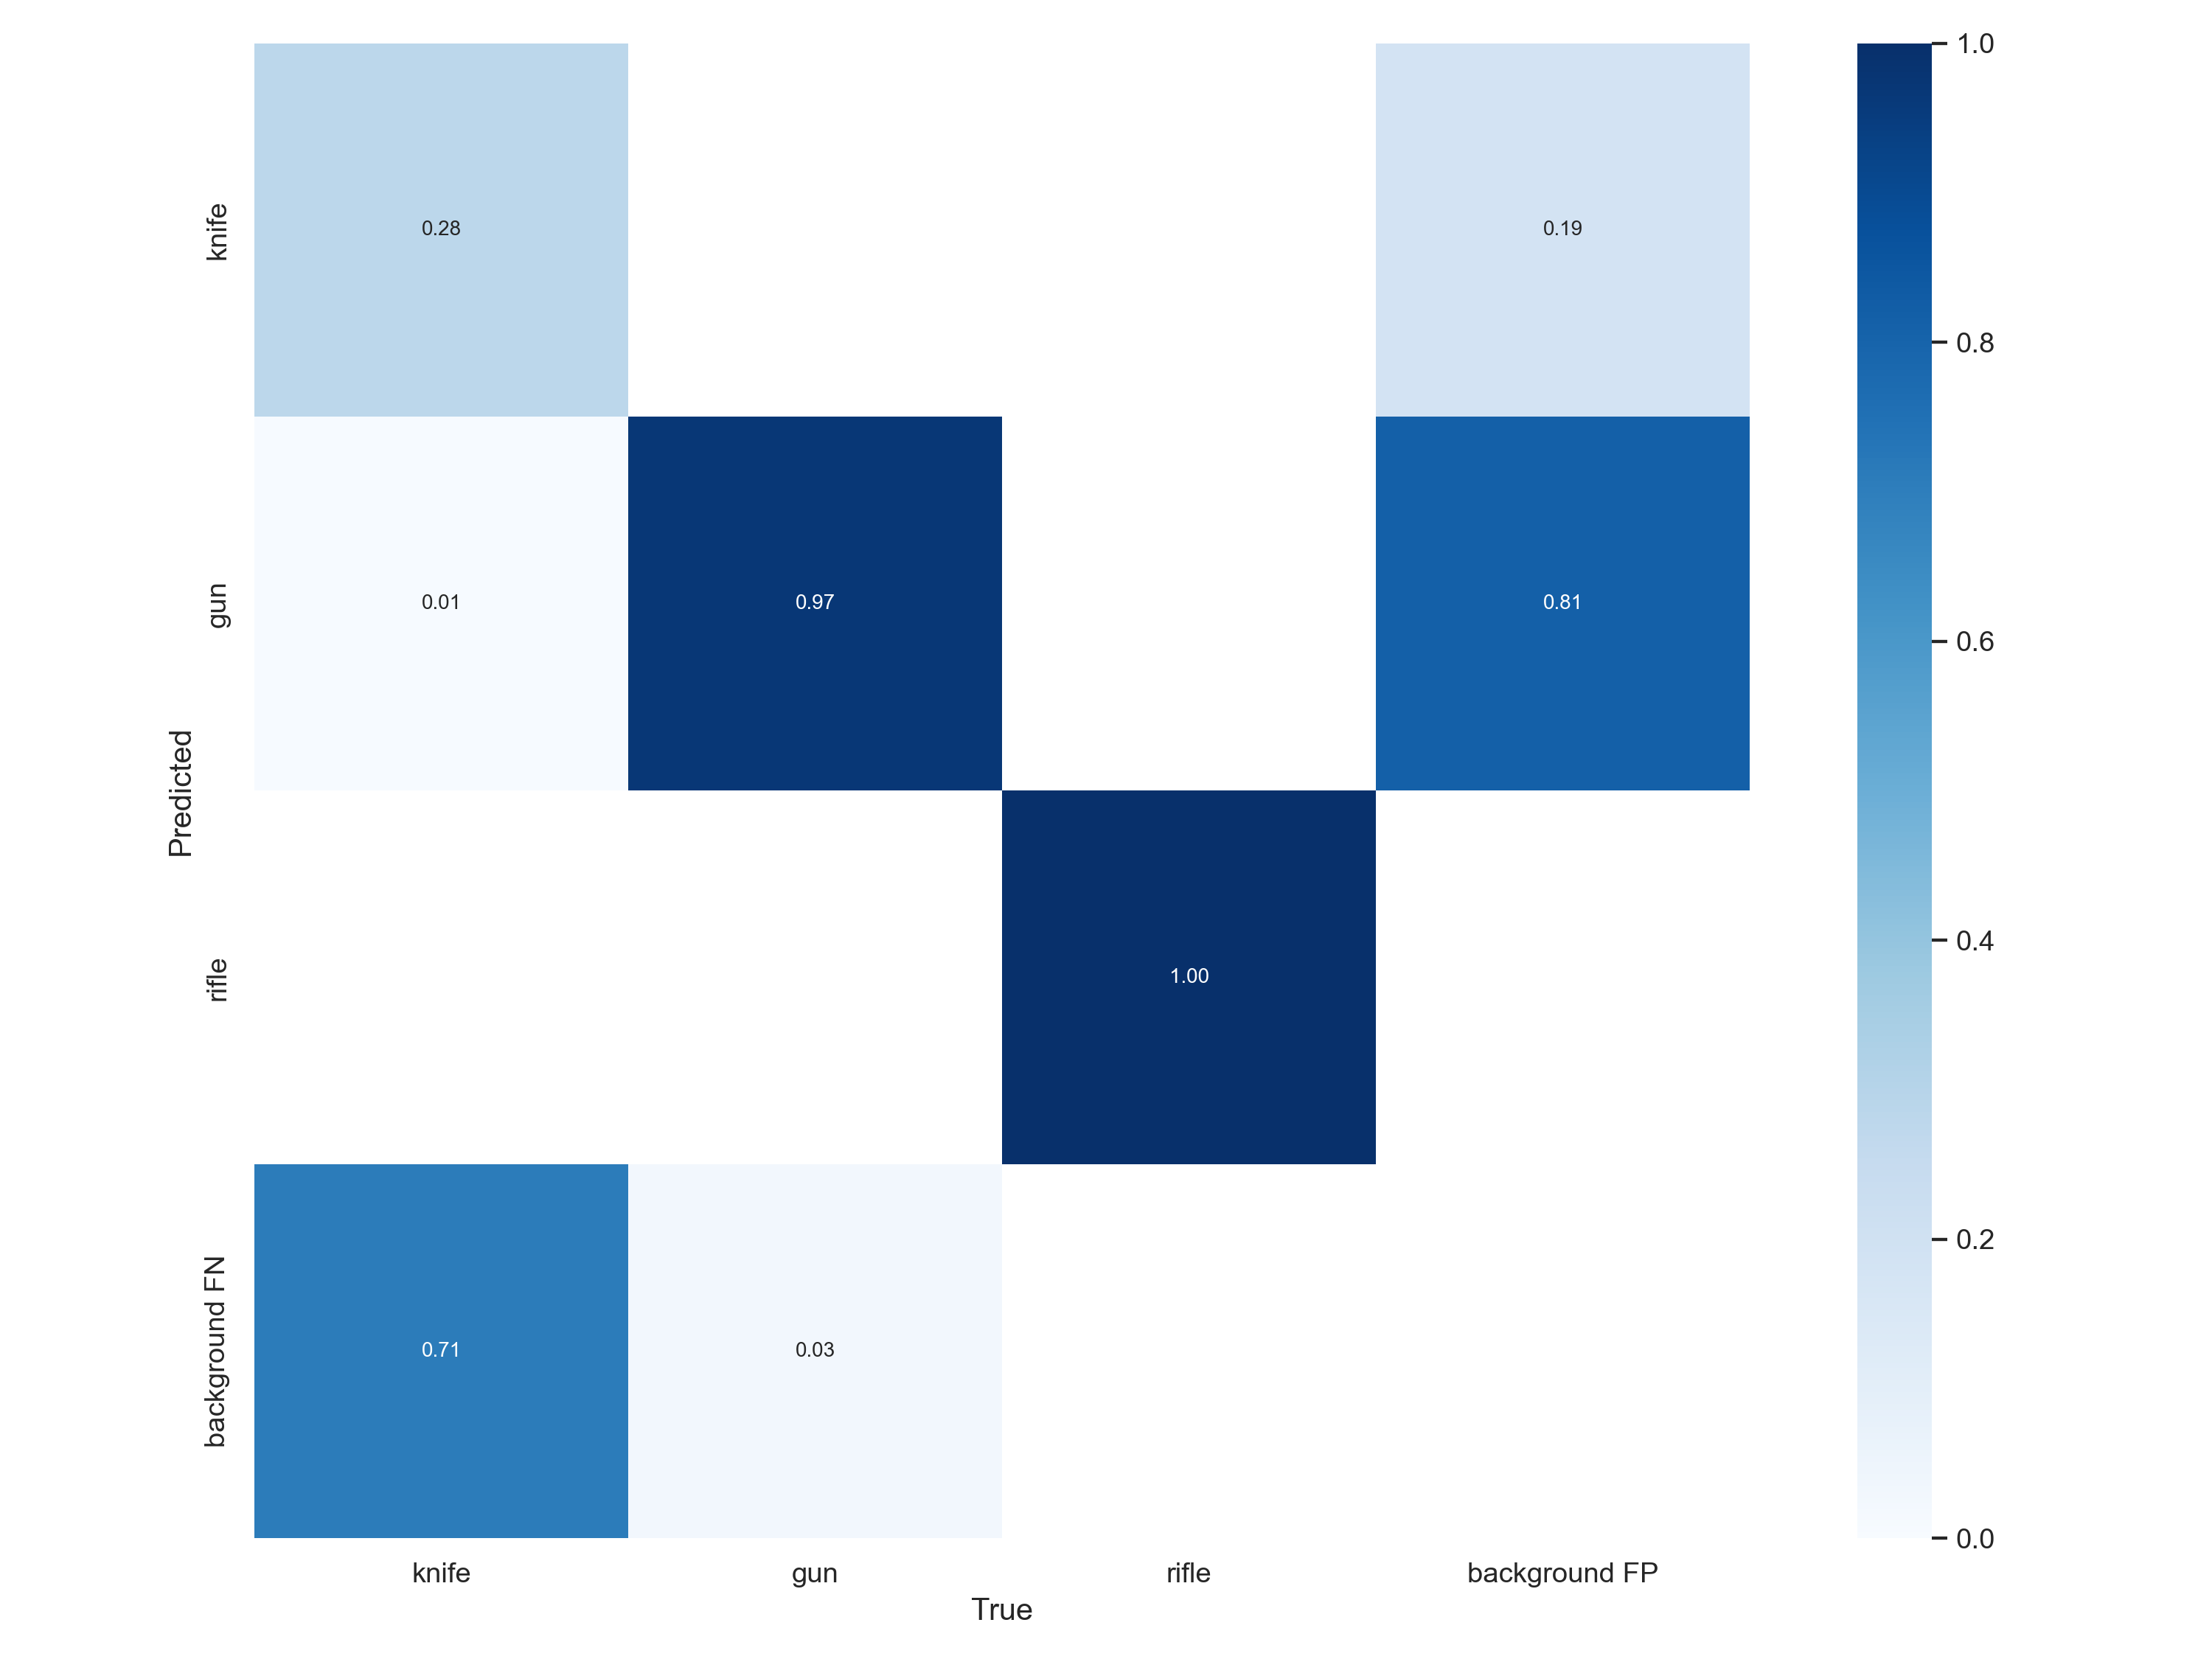 knife
0.28
0.19
gun
0.01
0.97
0.81
Predicted
rifle
1.00
background FN
0.71
0.03
knife
gun
rifle
background FP
True
1.0
0.8
0.6
0.4
0.2
0.0